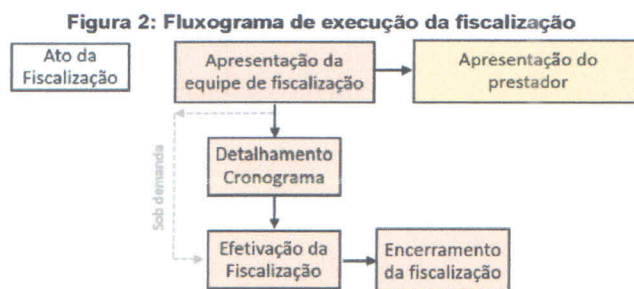 Figura 2: Fluxograma de execução da fiscalização
Ato da
Fiscalização
Apresentação da
equipe de fiscalização
Apresentação do
prestador
Sob demanda
Detalhamento
Cronograma
Efetivação da
Fiscalização
Encerramento
da fiscalização